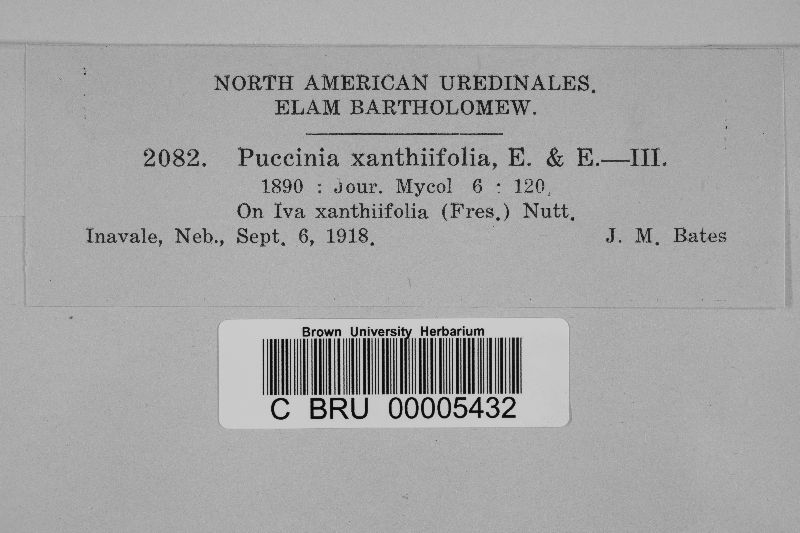 NORTH AMERICAN UREDINALES.
ELAM BARTHOLOMEW.
2082. Puccinia xanthiifolia, E. & E.—III.
1890 : Jour. Mycol 6 : 120.
On Iva xanthiifolia (Fres.) Nutt.
Inavale, Neb., Sept. 6, 1918. J. M. Bates
Brown University Herbarium
C BRU 00005432